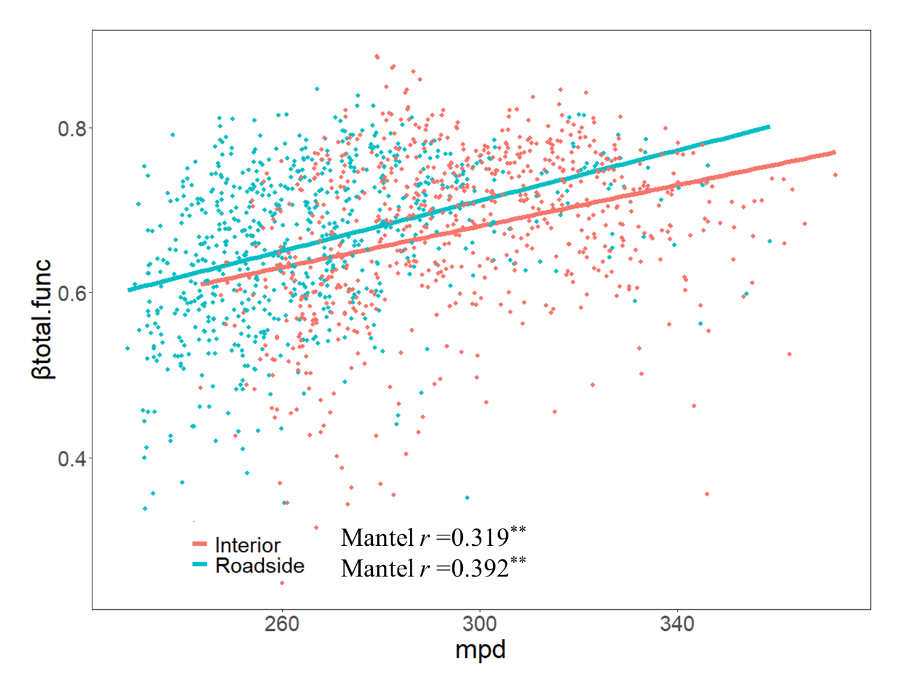 βtotal.func
0.8
0.6
0.4
Interior Mantel r =0.319**
Roadside Mantel r =0.392**
260 300 340
mpd